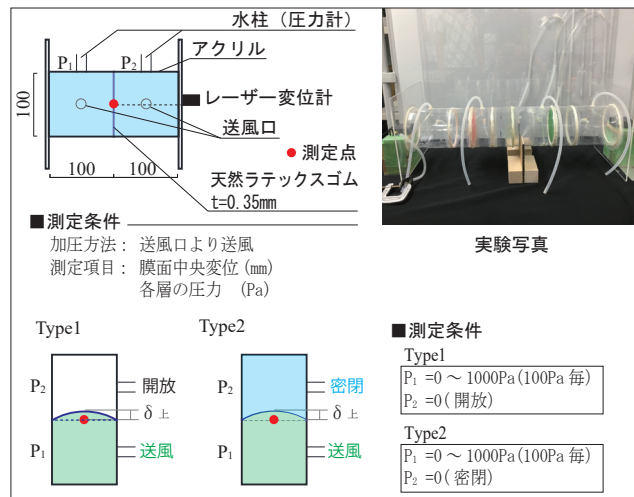 水柱（圧力計）
P1
P2
アクリル
100
レーザー変位計
送風口
測定点
100
100
天然ラテックスゴム
t=0.35mm
■測定条件
加圧方法： 送風口より送風
測定項目： 膜面中央変位(mm)
各層の圧力 (Pa)
実験写真
Type1
P2
開放
δ上
P1
送風
Type2
P2
密閉
δ上
P1
送風
■測定条件
Type1
P1 =0 ～ 1000Pa(100Pa 毎)
P2 =0(開放)
Type2
P1 =0 ～ 1000Pa(100Pa 毎)
P2 =0(密閉)